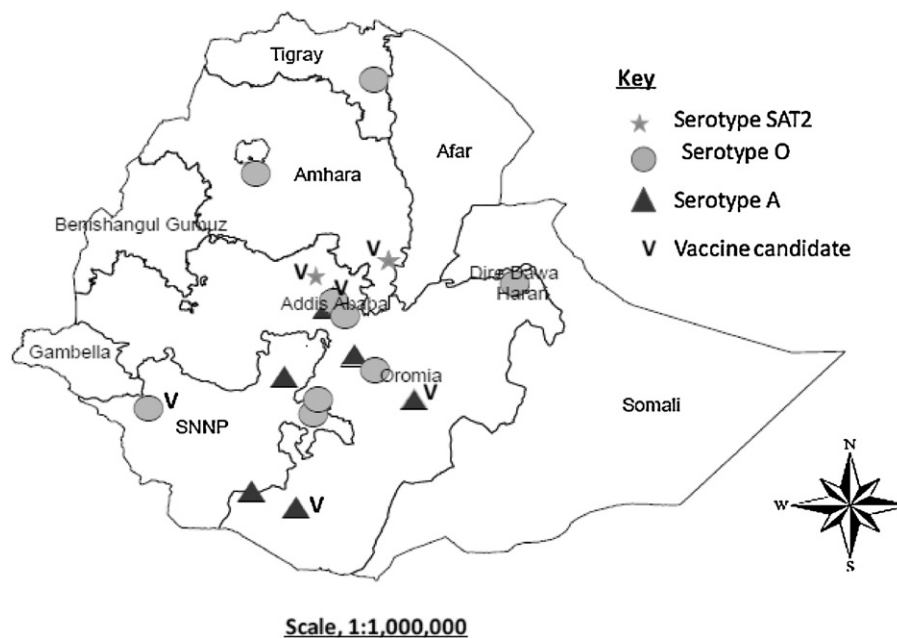 Tigray
Key
Serotype SAT2
Afar
Serotype O
Amhara
Serotype A
Benishangul Gumuz
V
Vaccine candidate
V
V
Dire Dawa
V
Harari
Addis Ababa
Gambella
Oromia
V
V
Somali
SNNP
N
W
S
V
Scale, 1:1,000,000